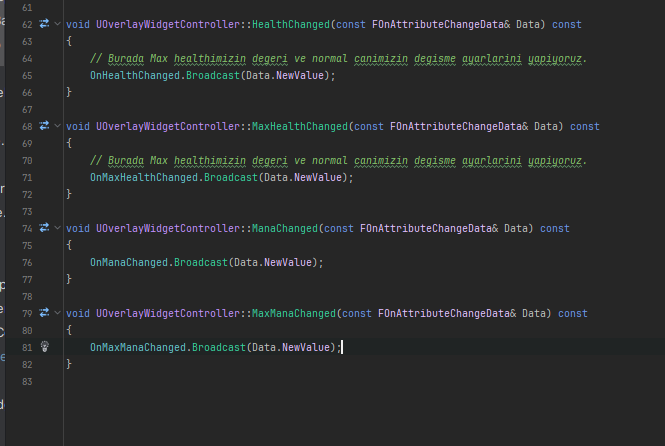 61
62 void UOverlayWidgetController::HealthChanged(const FOnAttributeChangeData& Data) const
63 {
64 // Burada Max healthimizin degeri ve normal canimizin degisme ayarlarini yapiyoruz.
65 OnHealthChanged.Broadcast(Data.NewValue);
66 }
67
68 void UOverlayWidgetController::MaxHealthChanged(const FOnAttributeChangeData& Data) const
69 {
70 // Burada Max healthimizin degeri ve normal canimizin degisme ayarlarini yapiyoruz.
71 OnMaxHealthChanged.Broadcast(Data.NewValue);
72 }
73
74 void UOverlayWidgetController::ManaChanged(const FOnAttributeChangeData& Data) const
75 {
76 OnManaChanged.Broadcast(Data.NewValue);
77 }
78
79 void UOverlayWidgetController::MaxManaChanged(const FOnAttributeChangeData& Data) const
80 {
81 OnMaxManaChanged.Broadcast(Data.NewValue);
82 }
83